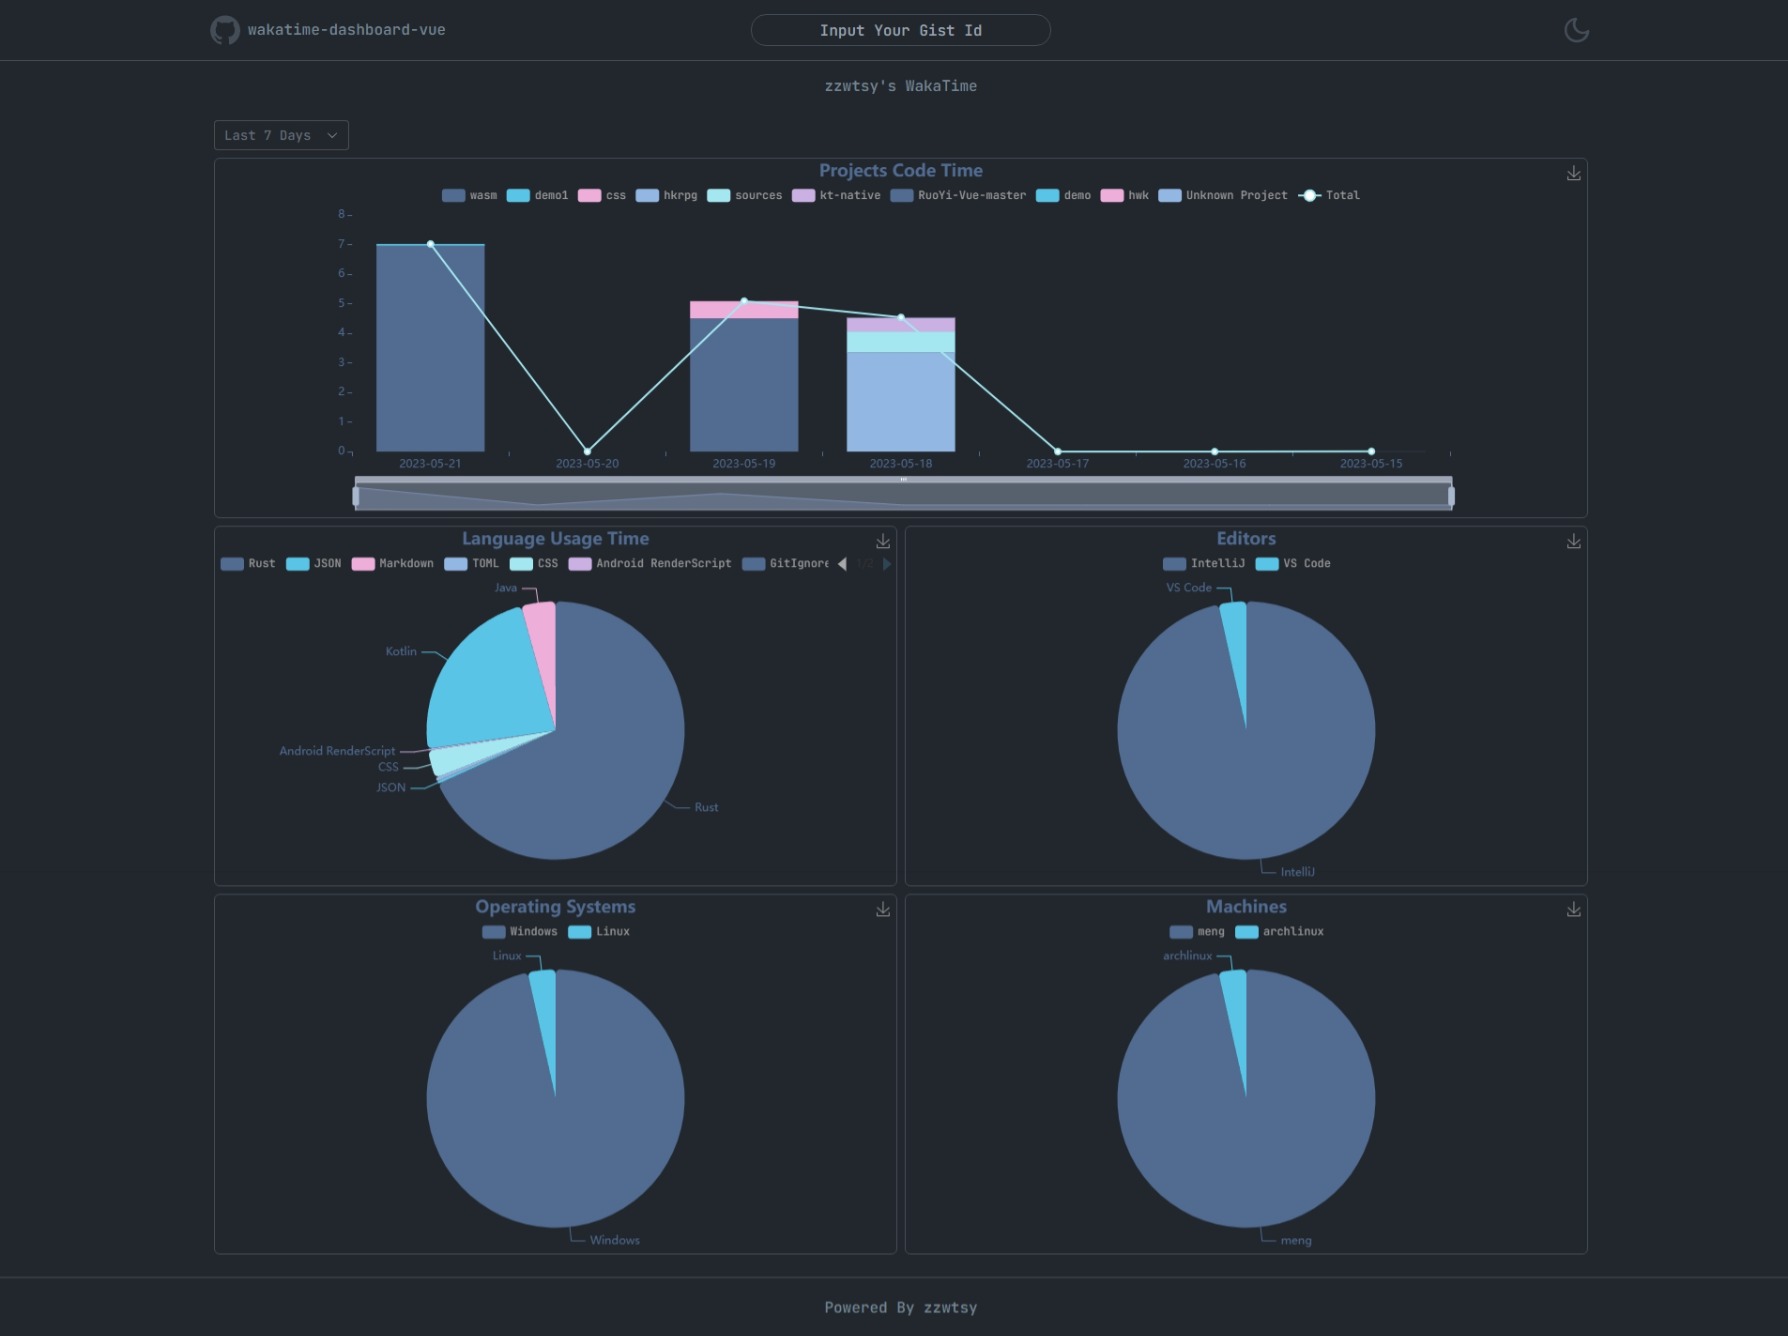 wakatime-dashboard-vue
Input Your Gist Id
zzwtsy's WakaTime
Last 7 Days
Projects Code Time
wasm demo1 css hkrpg sources kt-native RuoYi-Vue-master demo hwk Unknown Project Total
8
7
6
5
4
3
2
1
0
2023-05-21 2023-05-20 2023-05-19 2023-05-18 2023-05-17 2023-05-16 2023-05-15
Language Usage Time
Rust JSON Markdown TOML CSS Android RenderScript GitIgnore 1/2
Java
Kotlin
Android RenderScript
CSS
JSON
Rust
Editors
IntelliJ VS Code
VS Code
IntelliJ
Operating Systems
Windows Linux
Linux
Windows
Machines
meng archlinux
archlinux
meng
Powered By zzwtsy